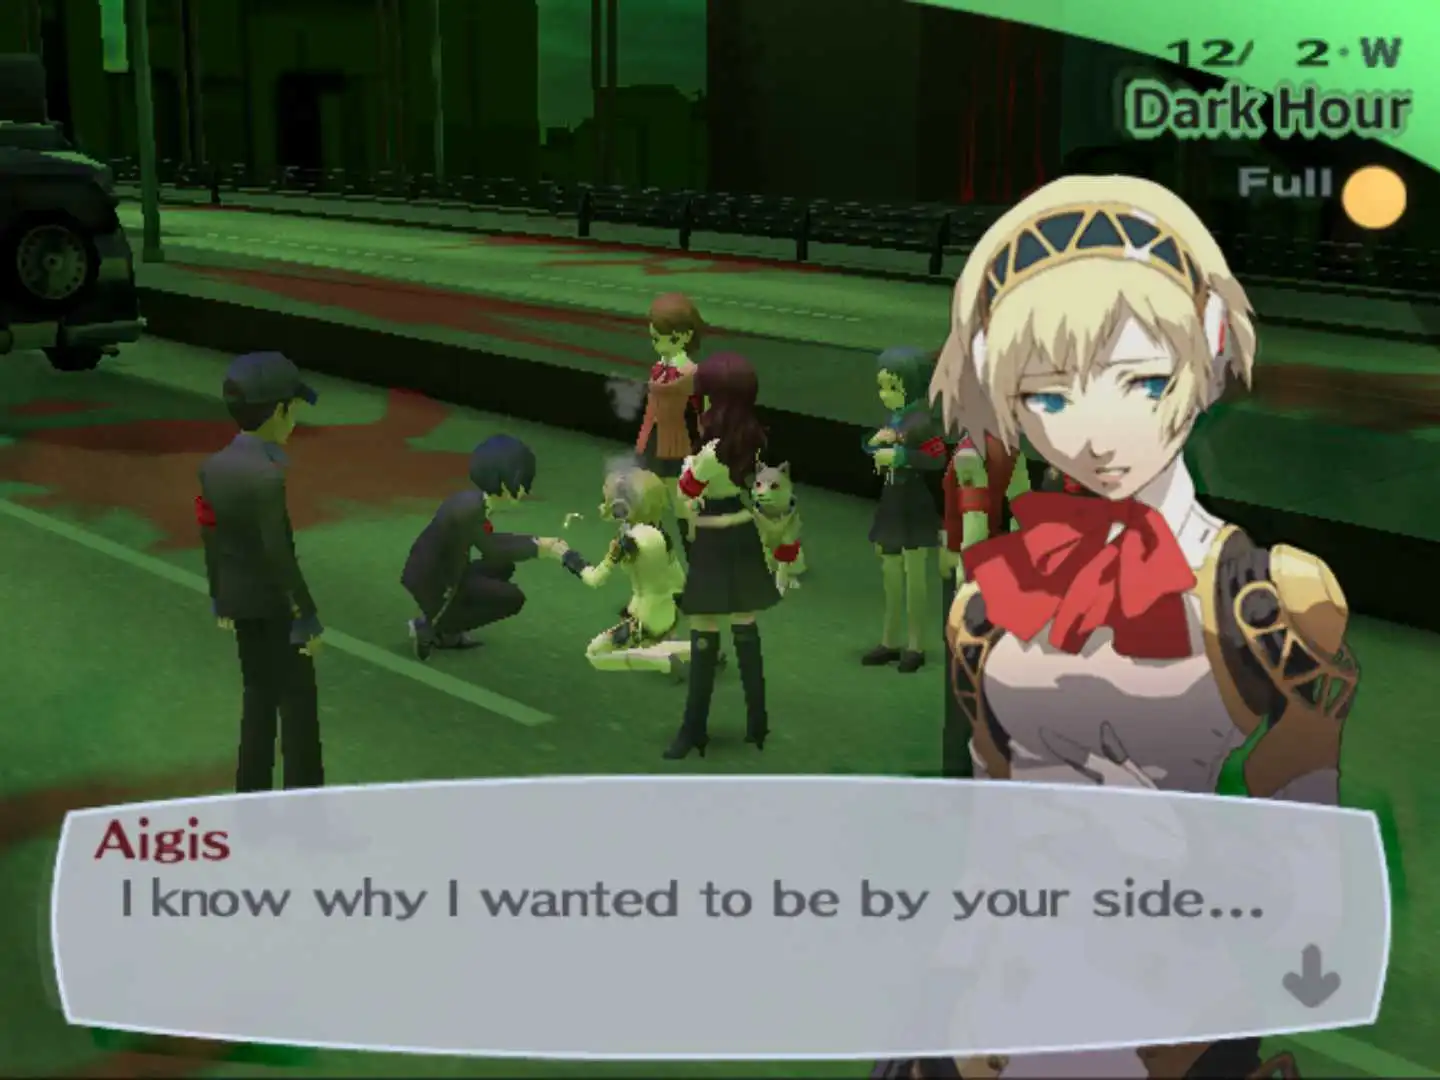 12/ 2・W
Dark Hour
Full
Aigis
I know why I wanted to be by your side...